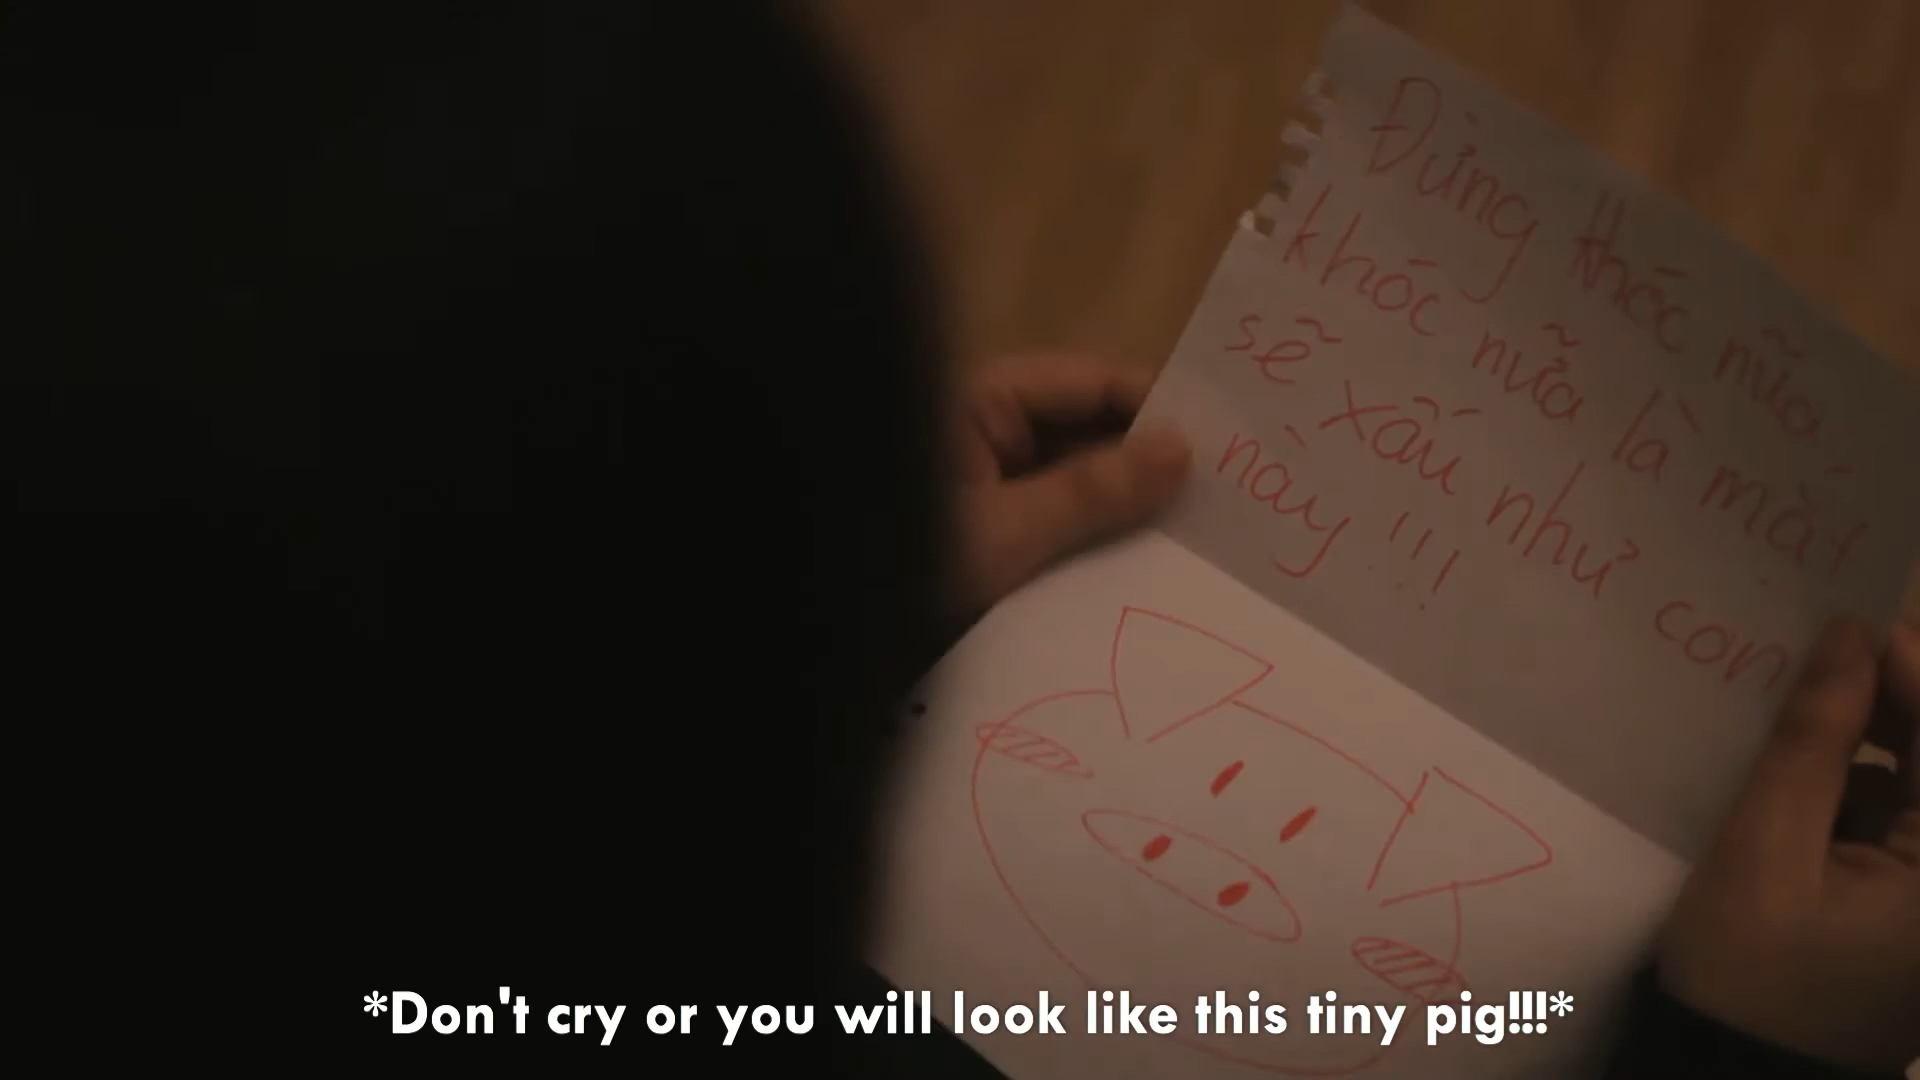 Đừng khóc nữa
khóc nữa là mặt
sẽ xấu như con
này!!!
*Don't cry or you will look like this tiny pig!!!*